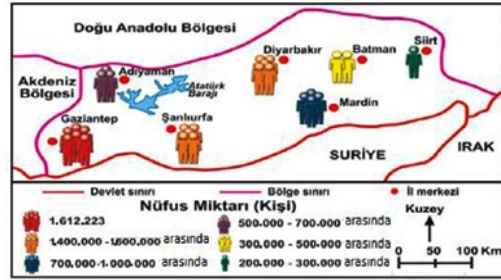 Doğu Anadolu Bölgesi
Siirt
Diyarbakır
Batman
Akdeniz
Bölgesi
Adıyaman
Atatürk
Barajı
Mardin
Gaziantep
Şanlıurfa
SURİYE
IRAK
Devlet sınırı
Bölge sınırı
İl merkezi
Nüfus Miktarı (Kişi)
Kuzey
1.612.223
500.000 - 700.000 arasında
1.400.000-1.600.000 arasında
300.000 - 500.000 arasında
700.000-1.000.000 arasında
200.000 - 300.000 arasında
0 50 100 Km